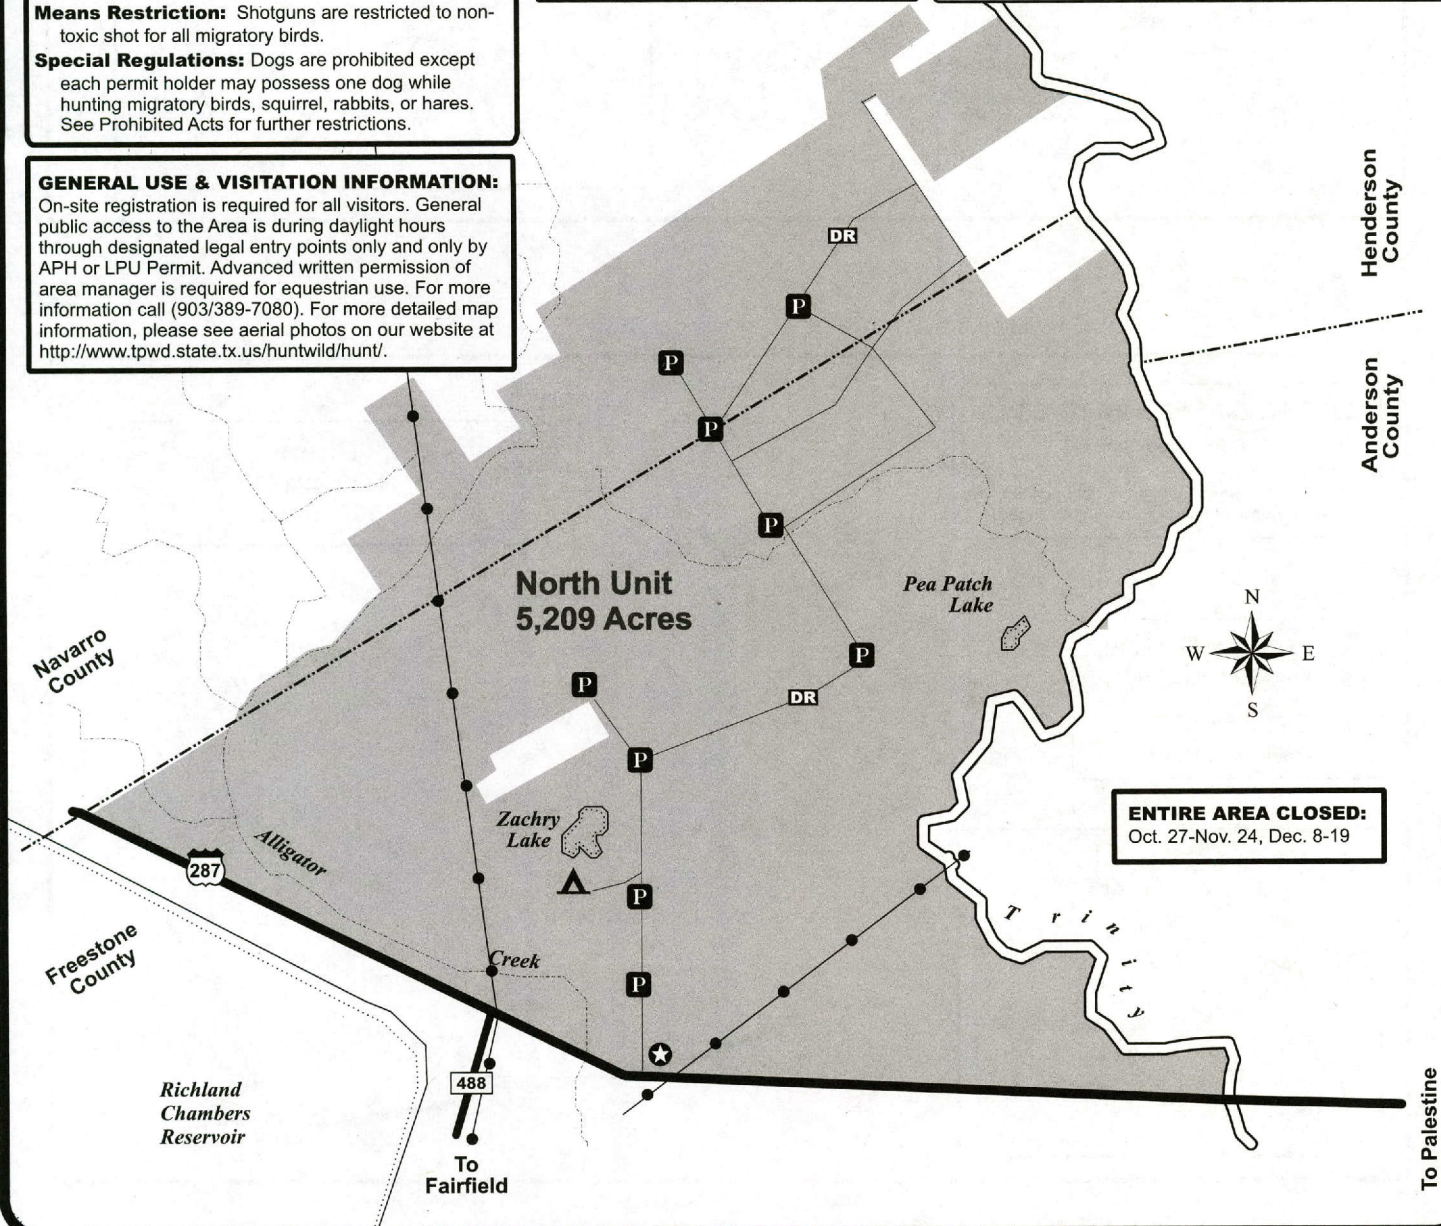 Means Restriction: Shotguns are restricted to non-
toxic shot for all migratory birds.
Special Regulations: Dogs are prohibited except
each permit holder may possess one dog while
hunting migratory birds, squirrel, rabbits, or hares.
See Prohibited Acts for further restrictions.
GENERAL USE & VISITATION INFORMATION:
On-site registration is required for all visitors. General
public access to the Area is during daylight hours
through designated legal entry points only and only by
APH or LPU Permit. Advanced written permission of
area manager is required for equestrian use. For more
information call (903/389-7080). For more detailed map
information, please see aerial photos on our website at
http://www.tpwd.state.tx.us/huntwild/hunt/.
Henderson
County
DR
P
P
P
Anderson
County
P
North Unit
5,209 Acres
Pea Patch
Lake
N
W E
S
Navarro
County
P
P
DR
P
Zachry
Lake
ENTIRE AREA CLOSED:
Oct. 27-Nov. 24, Dec. 8-19
287
Alligator
Creek
P
P
Trinity
Freestone
County
488
Richland
Chambers
Reservoir
To
Fairfield
To Palestine